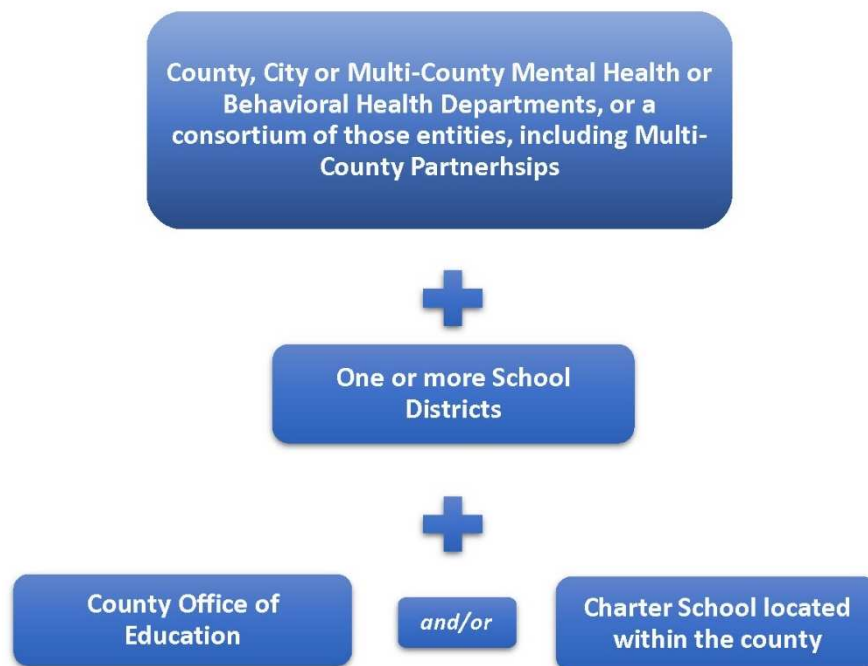 County, City or Multi-County Mental Health or
Behavioral Health Departments, or a
consortium of those entities, including Multi-
County Partnerhsips
One or more School
Districts
County Office of
Education
and/or
Charter School located
within the county